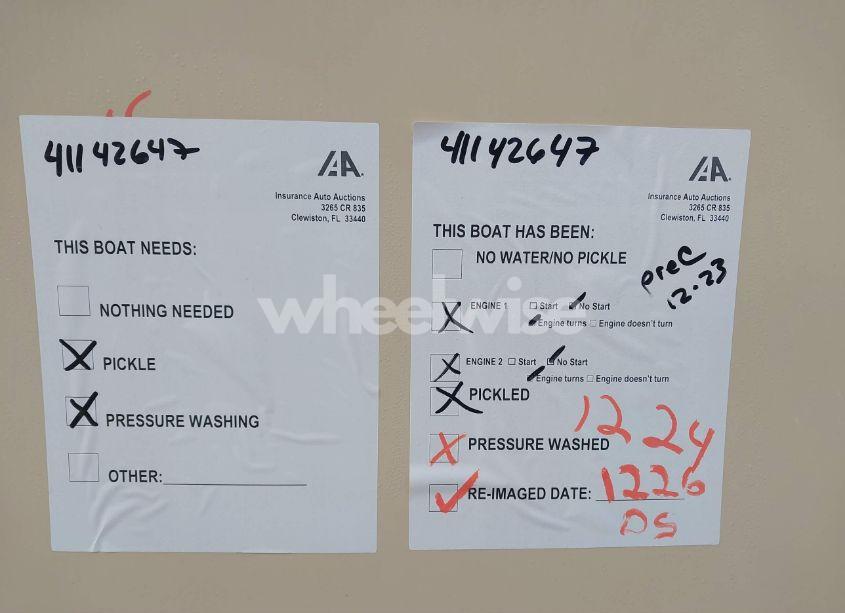 41142647
IAA
Insurance Auto Auctions
3265 CR 835
Clewiston, FL 33440
THIS BOAT NEEDS:
NOTHING NEEDED
PICKLE
PRESSURE WASHING
OTHER:
41142647
IAA
Insurance Auto Auctions
3265 CR 835
Clewiston, FL 33440
THIS BOAT HAS BEEN:
NO WATER/NO PICKLE
preC
12.23
ENGINE 1 Start No Start
Engine turns Engine doesn't turn
ENGINE 2 Start No Start
Engine turns Engine doesn't turn
PICKLED
PRESSURE WASHED
1224
RE-IMAGED DATE: 1226
DS
wheelwise